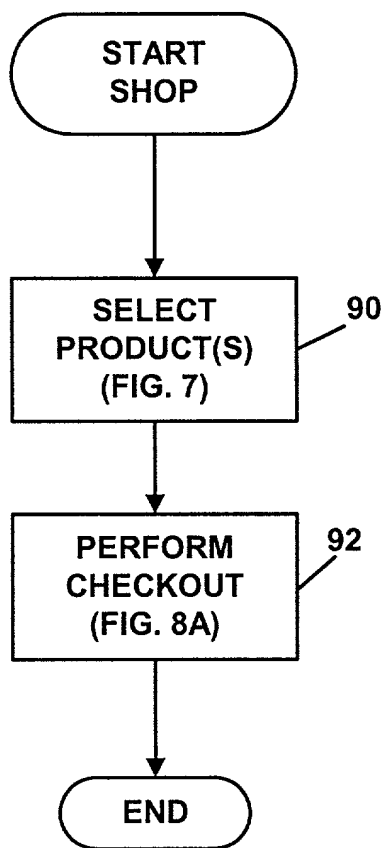 START
SHOP
SELECT
PRODUCT(S)
(FIG. 7)
90
PERFORM
CHECKOUT
(FIG. 8A)
92
END